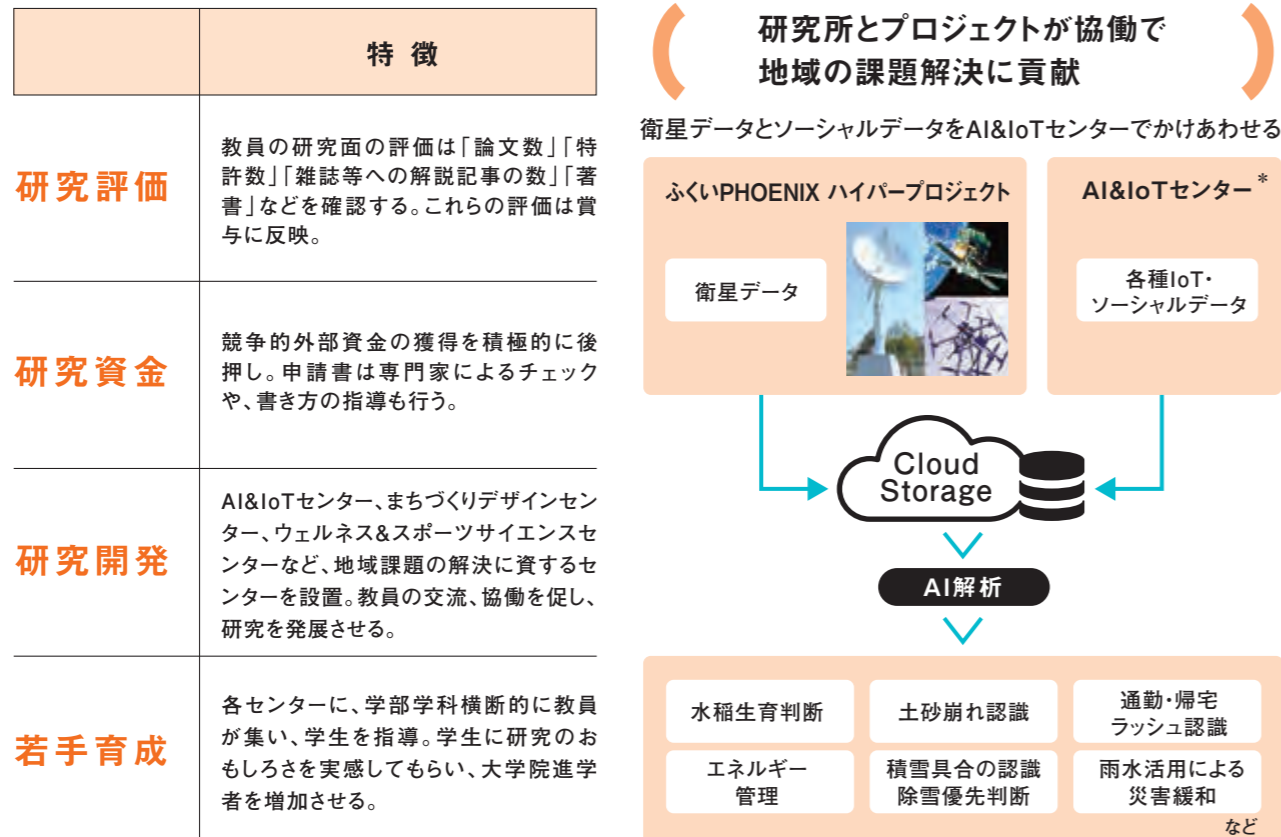 特徴
研究評価
教員の研究面の評価は「論文数」「特
許数」「雑誌等への解説記事の数」「著
書」などを確認する。これらの評価は賞
与に反映。
研究資金
競争的外部資金の獲得を積極的に後
押し。申請書は専門家によるチェック
や、書き方の指導も行う。
研究開発
AI&IoTセンター、まちづくりデザインセン
ター、ウェルネス&スポーツサイエンスセ
ンターなど、地域課題の解決に資するセ
ンターを設置。教員の交流、協働を促し、
研究を発展させる。
若手育成
各センターに、学部学科横断的に教員
が集い、学生を指導。学生に研究のお
もしろさを実感してもらい、大学院進学
者を増加させる。
研究所とプロジェクトが協働で
地域の課題解決に貢献
衛星データとソーシャルデータをAI&IoTセンターでかけあわせる
ふくいPHOENIX ハイパープロジェクト
衛星データ
AI&IoTセンター*
各種IoT・
ソーシャルデータ
Cloud
Storage
AI解析
水稲生育判断
土砂崩れ認識
通勤・帰宅
ラッシュ認識
エネルギー
管理
積雪具合の認識
除雪優先判断
雨水活用による
災害緩和
など